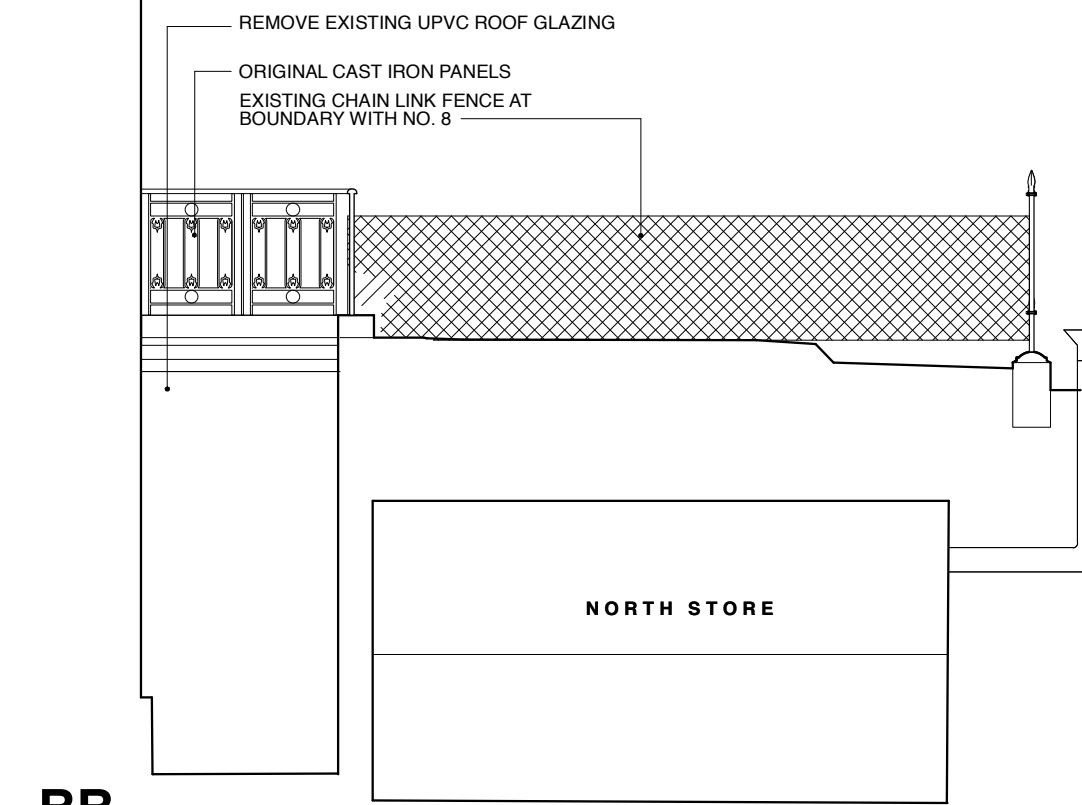 REMOVE EXISTING UPVC ROOF GLAZING
ORIGINAL CAST IRON PANELS
EXISTING CHAIN LINK FENCE AT
BOUNDARY WITH NO. 8
NORTH STORE